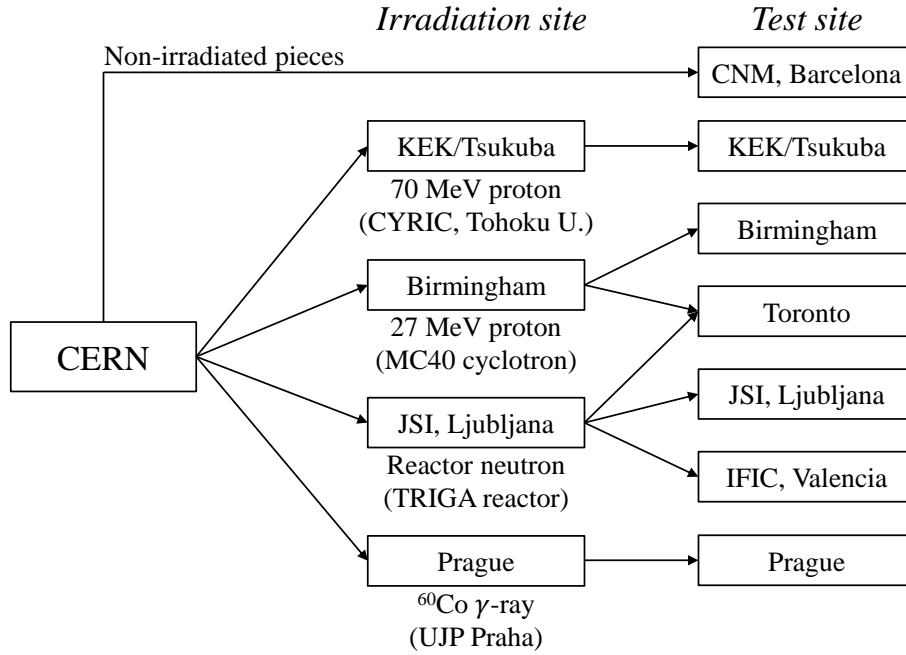 Irradiation site
Test site
Non-irradiated pieces
CNM, Barcelona
KEK/Tsukuba
70 MeV proton
(CYRIC, Tohoku U.)
KEK/Tsukuba
Birmingham
Birmingham
27 MeV proton
(MC40 cyclotron)
Toronto
CERN
JSI, Ljubljana
Reactor neutron
(TRIGA reactor)
JSI, Ljubljana
IFIC, Valencia
Prague
⁶⁰Co γ-ray
(UJP Praha)
Prague